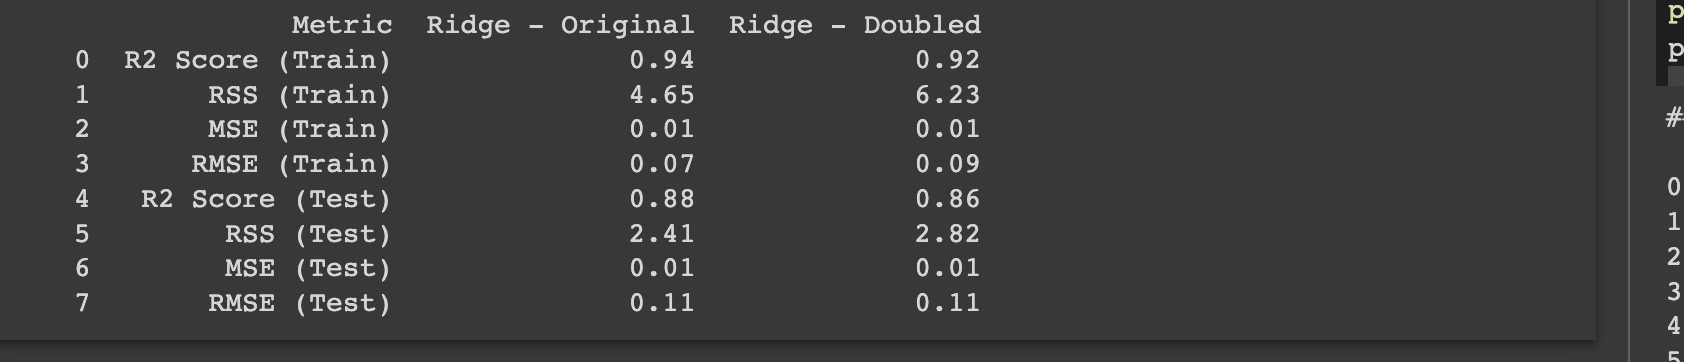 Metric Ridge - Original Ridge - Doubled
0 R2 Score (Train) 0.94 0.92
1 RSS (Train) 4.65 6.23
2 MSE (Train) 0.01 0.01
3 RMSE (Train) 0.07 0.09
4 R2 Score (Test) 0.88 0.86
5 RSS (Test) 2.41 2.82
6 MSE (Test) 0.01 0.01
7 RMSE (Test) 0.11 0.11
p
p
#
0
1
2
3
4
5